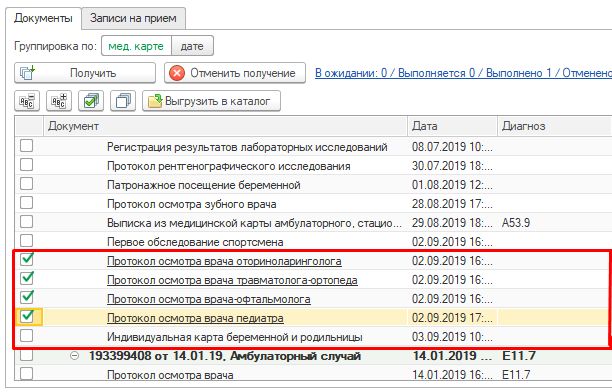 Документы Записи на прием
Группировка по: мед. карте дате
Получить Отменить получение В ожидании: 0 / Выполняется 0 / Выполнено 1 / Отменено
Выгрузить в каталог
Документ Дата Диагноз
Регистрация результатов лабораторных исследований 08.07.2019 10:...
Протокол рентгенографического исследования 30.07.2019 18:...
Патронажное посещение беременной 01.08.2019 12:...
Протокол осмотра зубного врача 28.08.2019 17:...
Выписка из медицинской карты амбулаторного, стацио... 29.08.2019 18:... A53.9
Первое обследование спортсмена 02.09.2019 16:...
Протокол осмотра врача оториноларинголога 02.09.2019 16:...
Протокол осмотра врача травматолога-ортопеда 02.09.2019 16:...
Протокол осмотра врача-офтальмолога 02.09.2019 16:...
Протокол осмотра врача педиатра 02.09.2019 17:...
Индивидуальная карта беременной и родильницы 03.09.2019 10:...
193399408 от 14.01.19, Амбулаторный случай 14.01.2019 ... E11.7
Протокол осмотра врача 14.01.2019 16:... E11.7